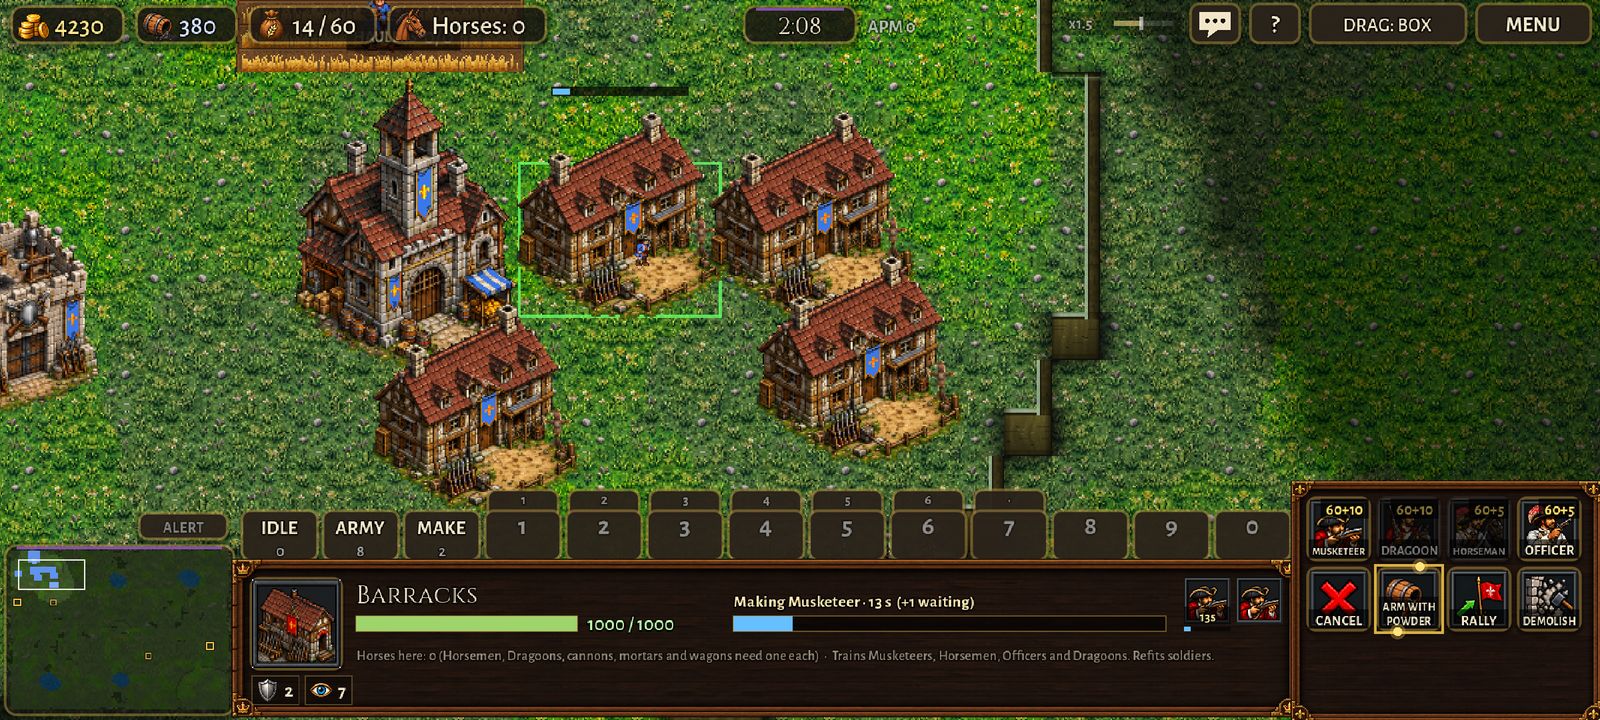 4230
380
14/60
Horses: 0
2:08
APM 0
x1.5
?
DRAG: BOX
MENU
ALERT
IDLE
0
ARMY
8
MAKE
2
1
1
2
2
3
3
4
4
5
5
6
6
7
8
9
0
BARRACKS
1000/1000
Making Musketeer · 13 s (+1 waiting)
13s
Horses here: 0 (Horsemen, Dragoons, cannons, mortars and wagons need one each) · Trains Musketeers, Horsemen, Officers and Dragoons. Refits soldiers.
2
7
60+10
MUSKETEER
60+10
DRAGOON
60+5
HORSEMAN
60+5
OFFICER
CANCEL
ARM WITH
POWDER
RALLY
DEMOLISH